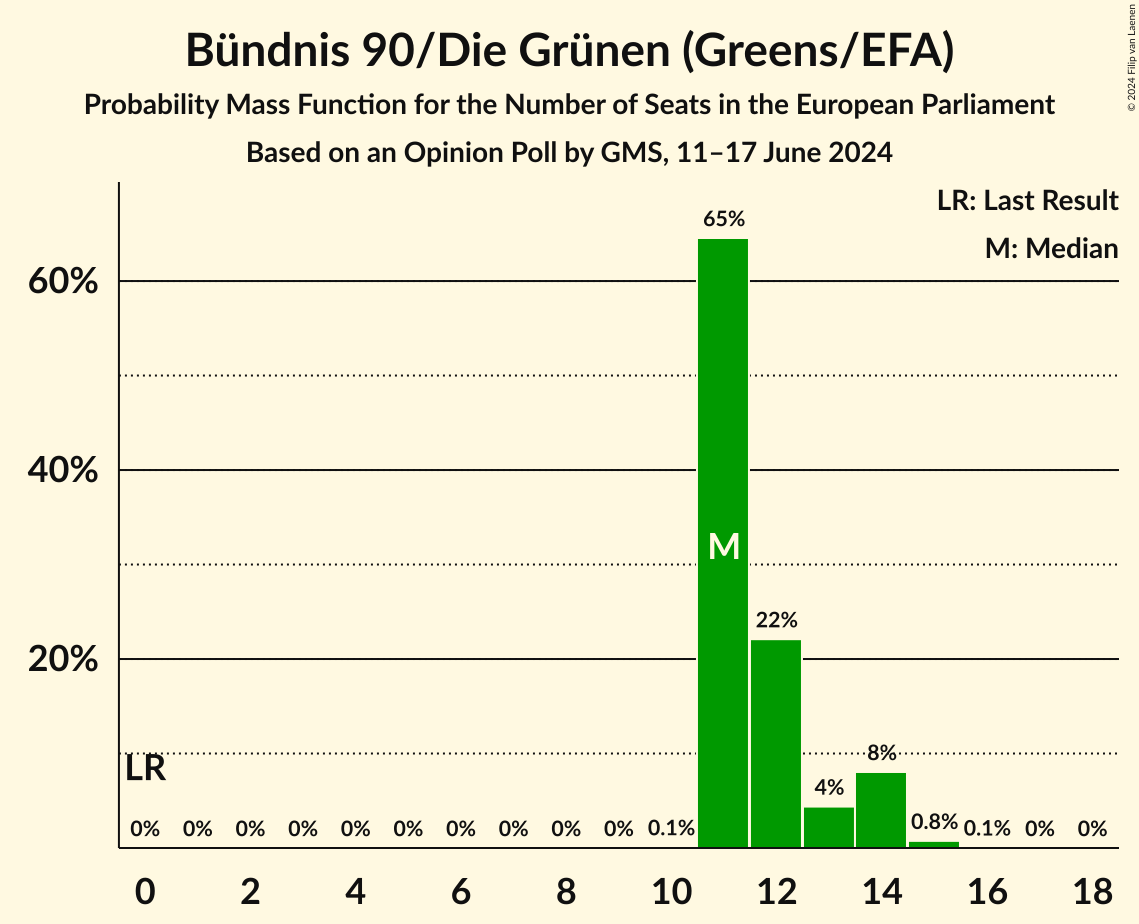 Bündnis 90/Die Grünen (Greens/EFA)
Probability Mass Function for the Number of Seats in the European Parliament
Based on an Opinion Poll by GMS, 11–17 June 2024
© 2024 Filip van Laenen
LR: Last Result
M: Median
65%
60%
40%
M
22%
20%
LR
8%
4%
0% 0% 0% 0% 0% 0% 0% 0% 0% 0% 0.1% 0.8% 0.1% 0% 0%
0 2 4 6 8 10 12 14 16 18